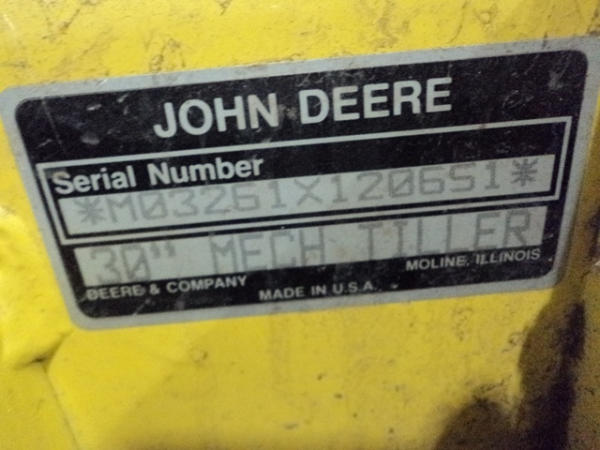 JOHN DEERE
Serial Number
*M03261X120651*
30" MECH TILLER
DEERE & COMPANY MOLINE, ILLINOIS
MADE IN U.S.A.